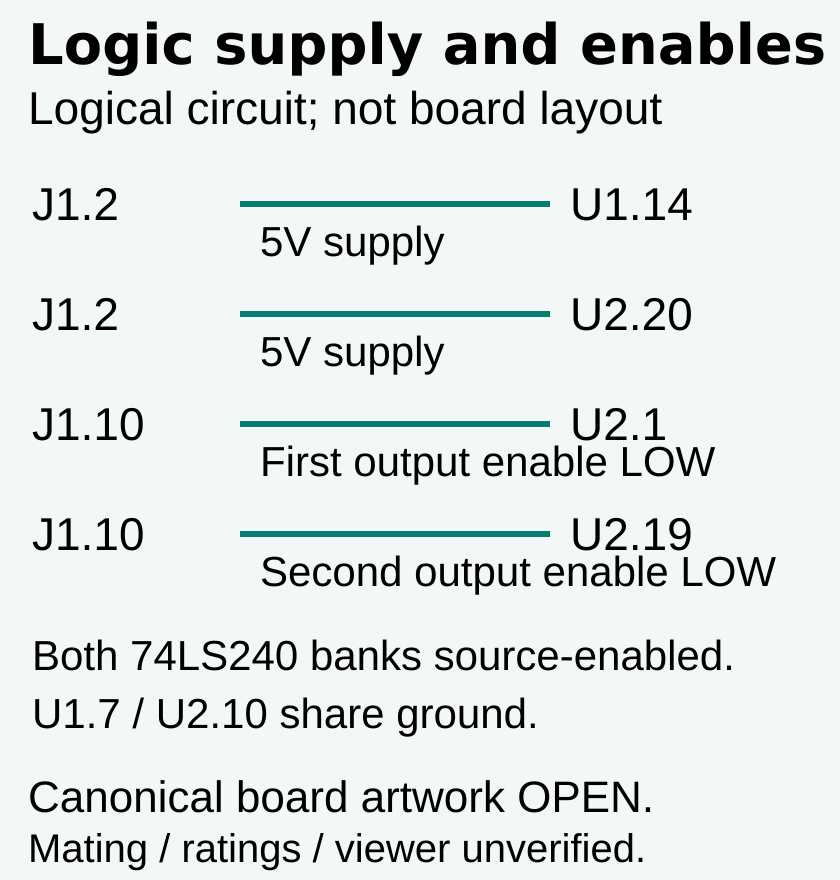 Logic supply and enables
Logical circuit; not board layout
J1.2 U1.14
5V supply
J1.2 U2.20
5V supply
J1.10 U2.1
First output enable LOW
J1.10 U2.19
Second output enable LOW
Both 74LS240 banks source-enabled.
U1.7 / U2.10 share ground.
Canonical board artwork OPEN.
Mating / ratings / viewer unverified.